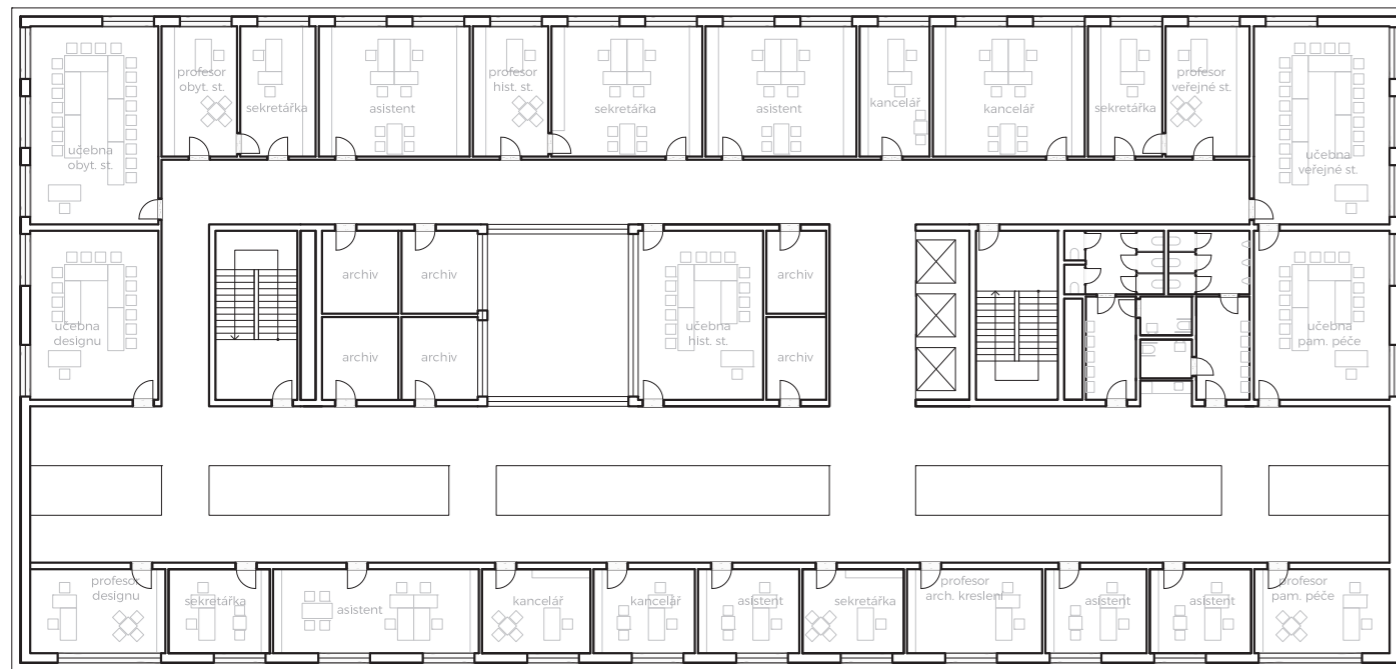 učebna
obyt. st.
profesor
obyt. st.
sekretářka
asistent
profesor
hist. st.
sekretářka
asistent
kancelář
kancelář
sekretářka
profesor
veřejné st.
učebna
veřejné st.
učebna
designu
archiv
archiv
archiv
archiv
učebna
hist. st.
archiv
archiv
učebna
pam. péče
profesor
designu
sekretářka
asistent
kancelář
kancelář
asistent
sekretářka
profesor
arch. kreslení
asistent
asistent
profesor
pam. péče